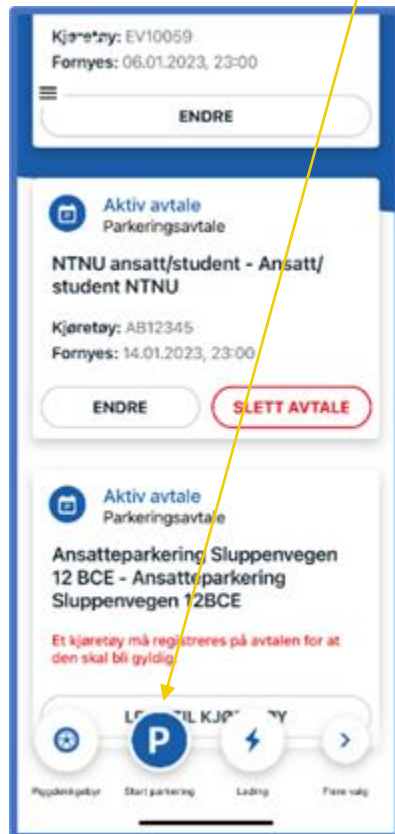 Kjøretøy: EV10059
Fornyes: 06.01.2023, 23:00
ENDRE
Aktiv avtale
Parkeringsavtale
NTNU ansatt/student - Ansatt/
student NTNU
Kjøretøy: AB12345
Fornyes: 14.01.2023, 23:00
ENDRE
SLETT AVTALE
Aktiv avtale
Parkeringsavtale
Ansatteparkering Sluppenvegen
12 BCE - Ansatteparkering
Sluppenvegen 12BCE
Et kjøretøy må registreres på avtalen for at
den skal bli gyldig.
TIL
P
Piggdekkgebyr
Start parkering
Lading
Flere valg